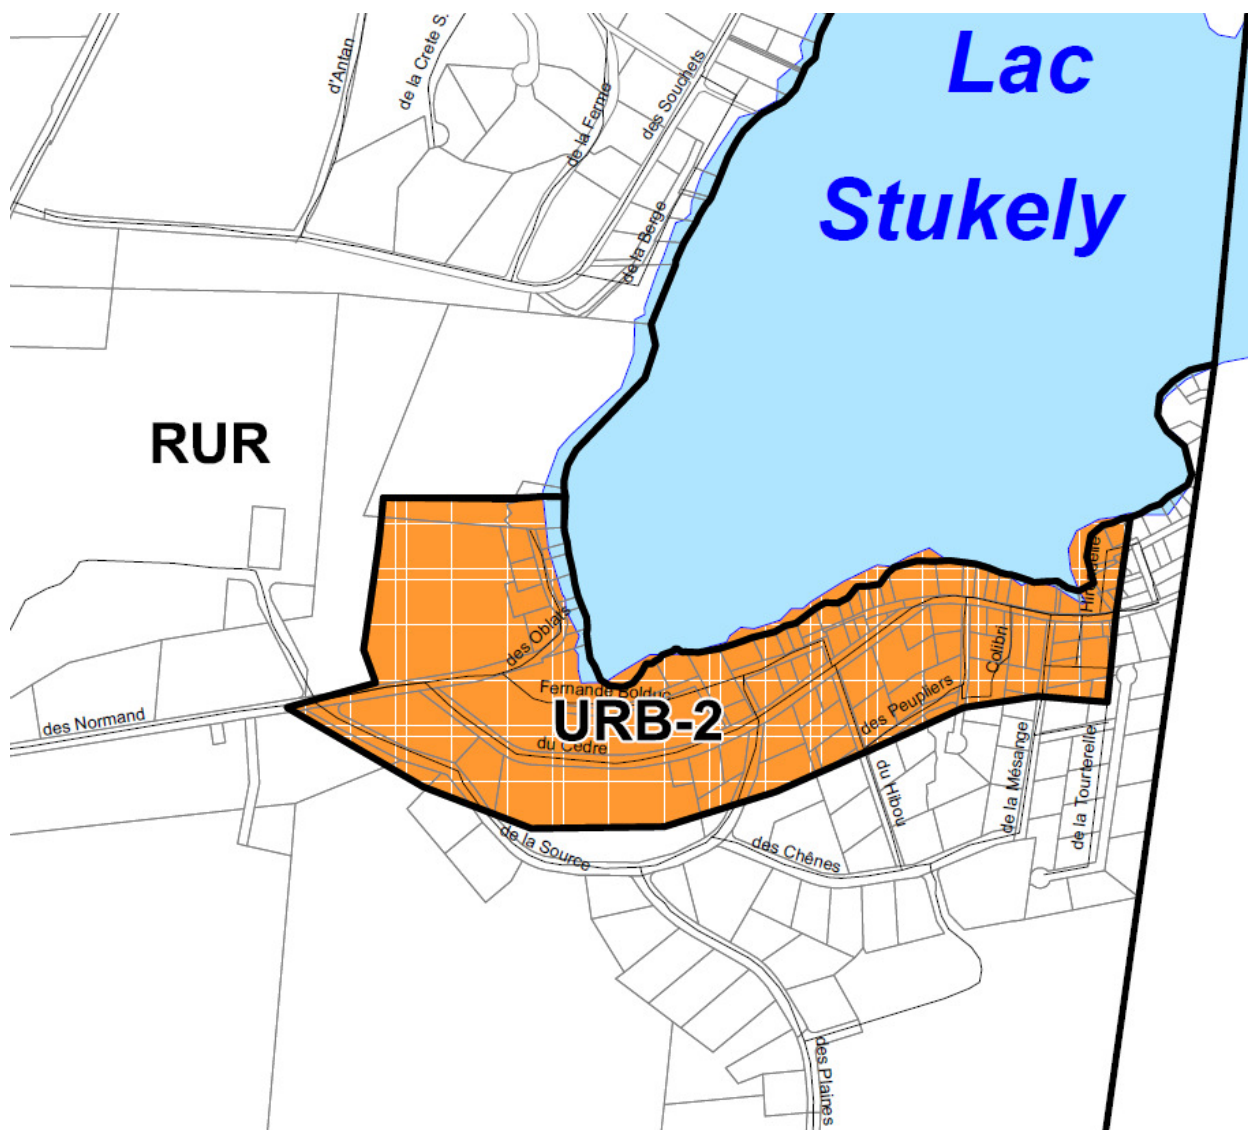 Lac
Stukely
d'Antan
de la Crete S.
de la Ferme
des Souchets
de la Berge
RUR
des Oblats
Colibri
des Normand
Fernande Bolduc
URB-2
du Cèdre
des Peupliers
du Hibou
de la Mésange
de la Tourterelle
de la Source
des Chênes
des Plaines